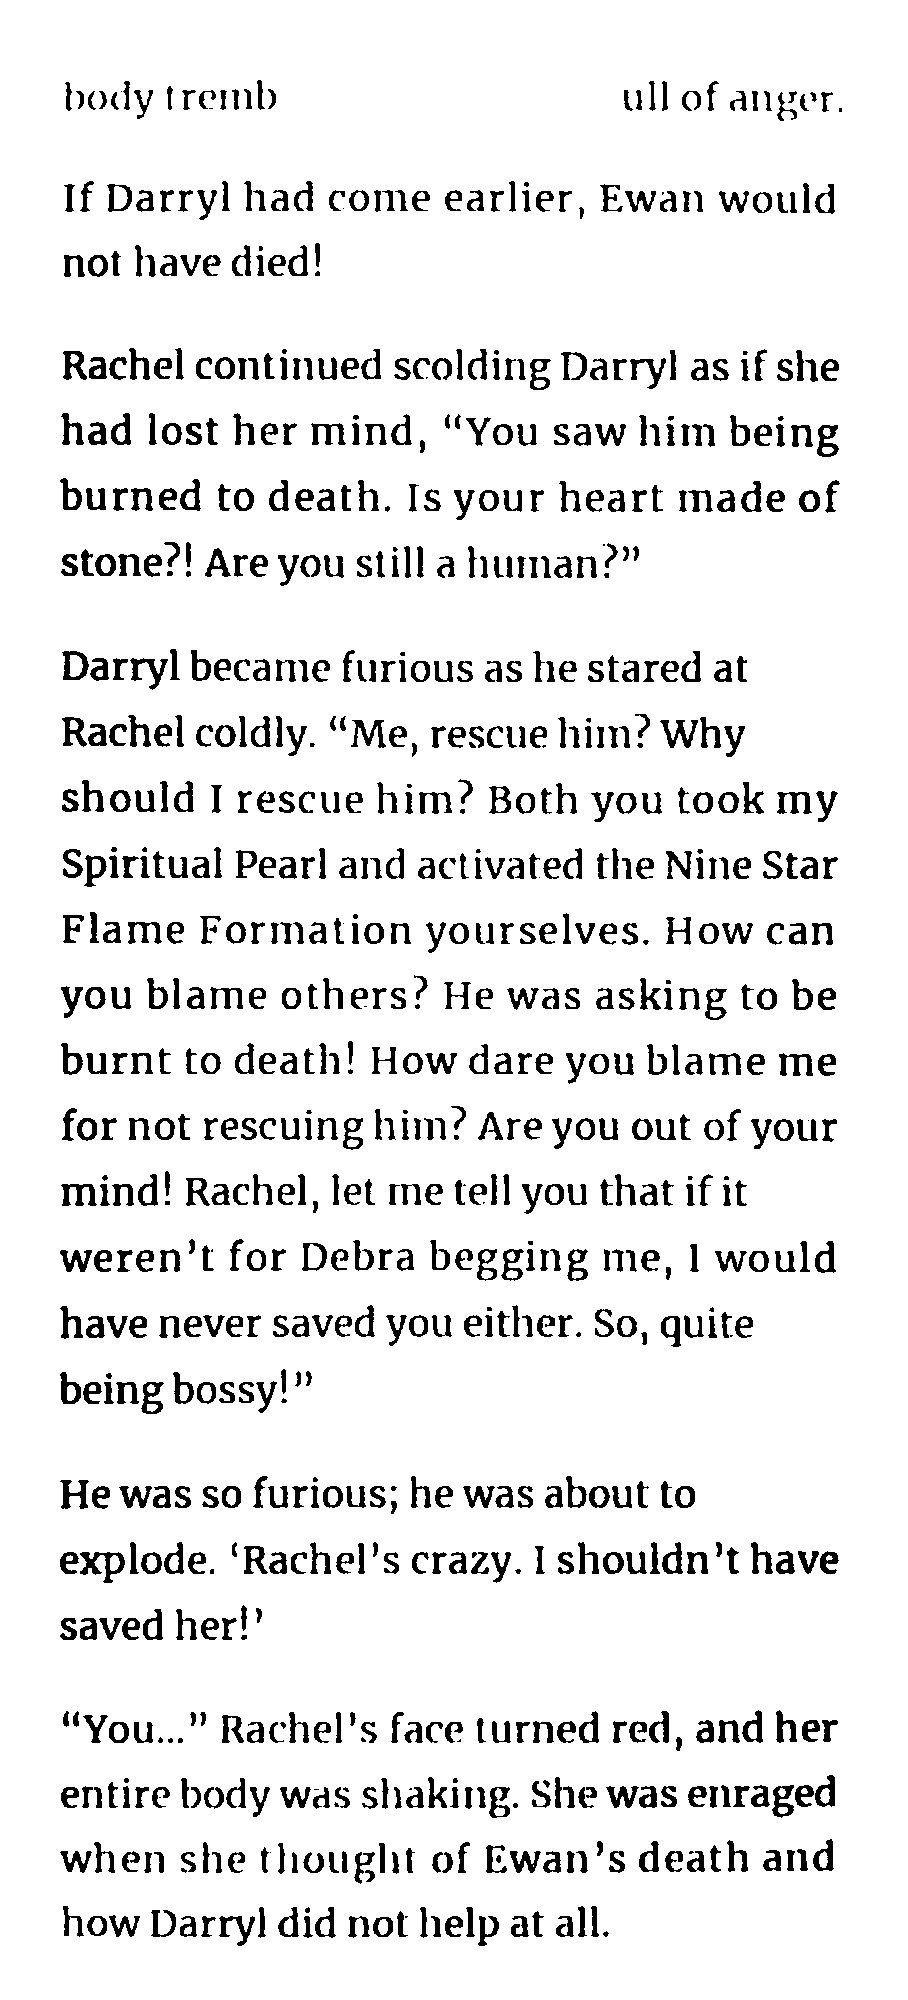 body tremb ull of anger.
If Darryl had come earlier, Ewan would
not have died!
Rachel continued scolding Darryl as if she
had lost her mind, “You saw him being
burned to death. Is your heart made of
stone?! Are you still a human?”
Darryl became furious as he stared at
Rachel coldly. “Me, rescue him? Why
should I rescue him? Both you took my
Spiritual Pearl and activated the Nine Star
Flame Formation yourselves. How can
you blame others? He was asking to be
burnt to death! How dare you blame me
for not rescuing him? Are you out of your
mind! Rachel, let me tell you that if it
weren’t for Debra begging me, I would
have never saved you either. So, quite
being bossy!”
He was so furious; he was about to
explode. ‘Rachel’s crazy. I shouldn’t have
saved her!’
“You...” Rachel’s face turned red, and her
entire body was shaking. She was enraged
when she thought of Ewan’s death and
how Darryl did not help at all.